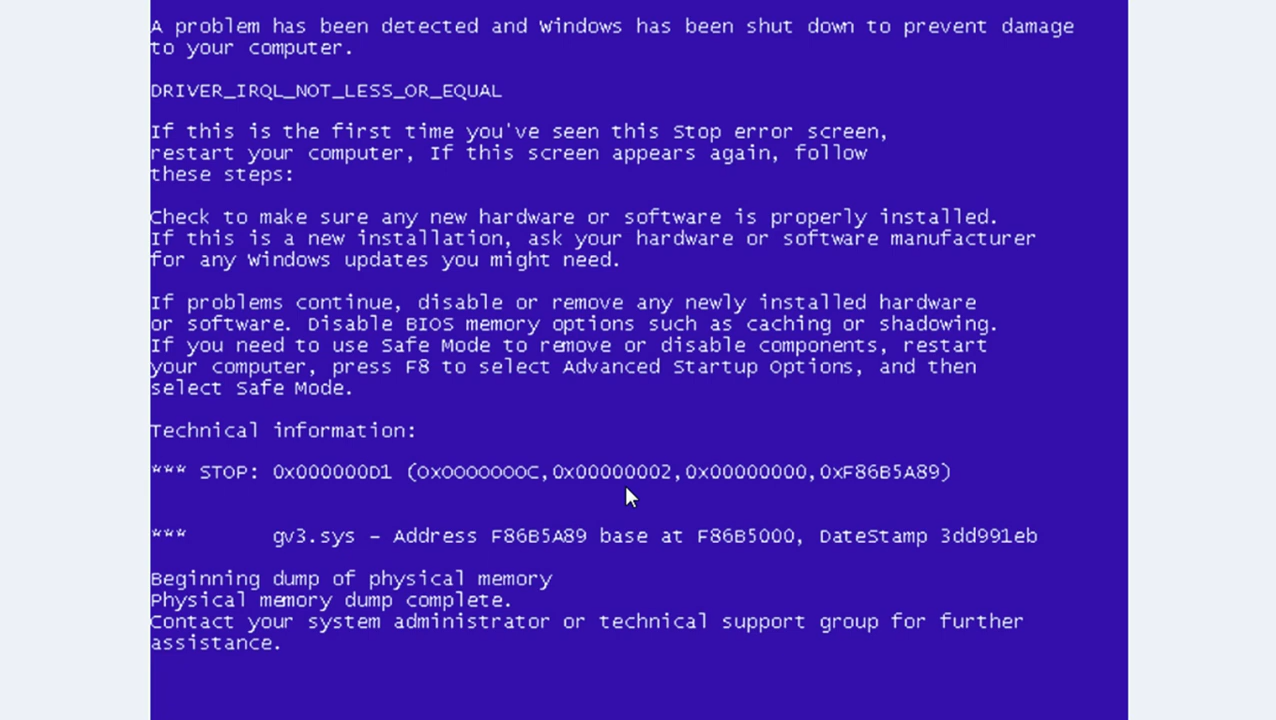 A problem has been detected and Windows has been shut down to prevent damage
to your computer.
DRIVER_IRQL_NOT_LESS_OR_EQUAL
If this is the first time you've seen this Stop error screen,
restart your computer, If this screen appears again, follow
these steps:
Check to make sure any new hardware or software is properly installed.
If this is a new installation, ask your hardware or software manufacturer
for any Windows updates you might need.
If problems continue, disable or remove any newly installed hardware
or software. Disable BIOS memory options such as caching or shadowing.
If you need to use Safe Mode to remove or disable components, restart
your computer, press F8 to select Advanced Startup Options, and then
select Safe Mode.
Technical information:
*** STOP: 0x000000D1 (0x0000000C,0x00000002,0x00000000,0xF86B5A89)
*** gv3.sys – Address F86B5A89 base at F86B5000, DateStamp 3dd991eb
Beginning dump of physical memory
Physical memory dump complete.
Contact your system administrator or technical support group for further
assistance.